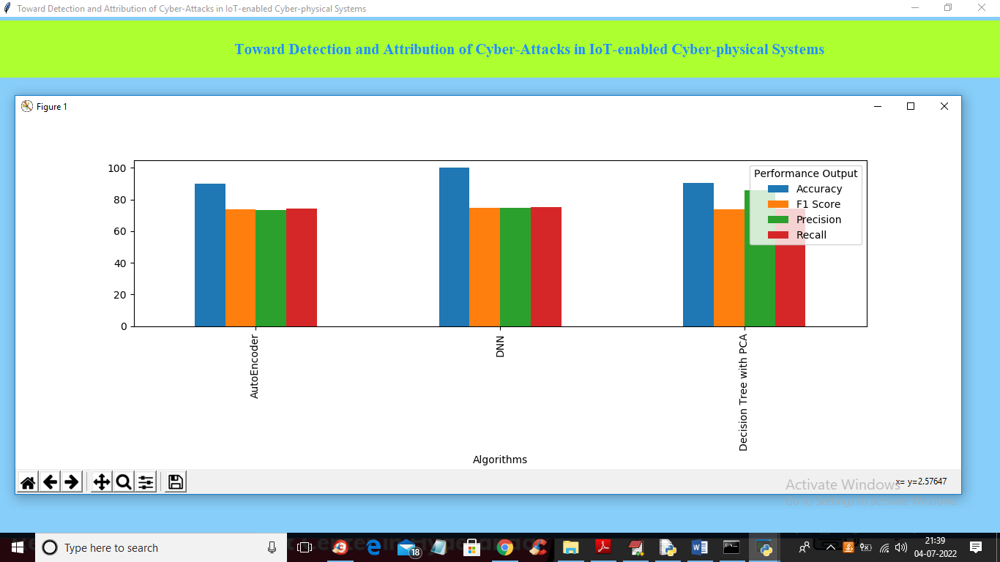 Toward Detection and Attribution of Cyber-Attacks in IoT-enabled Cyber-physical Systems
Toward Detection and Attribution of Cyber-Attacks in IoT-enabled Cyber-physical Systems
Figure 1
100
80
60
40
20
0
Performance Output
Accuracy
F1 Score
Precision
Recall
AutoEncoder
DNN
Decision Tree with PCA
Algorithms
x= y=2.57647
Activate Windows
Go to Settings to activate Windows.
Type here to search
18
21:39
04-07-2022